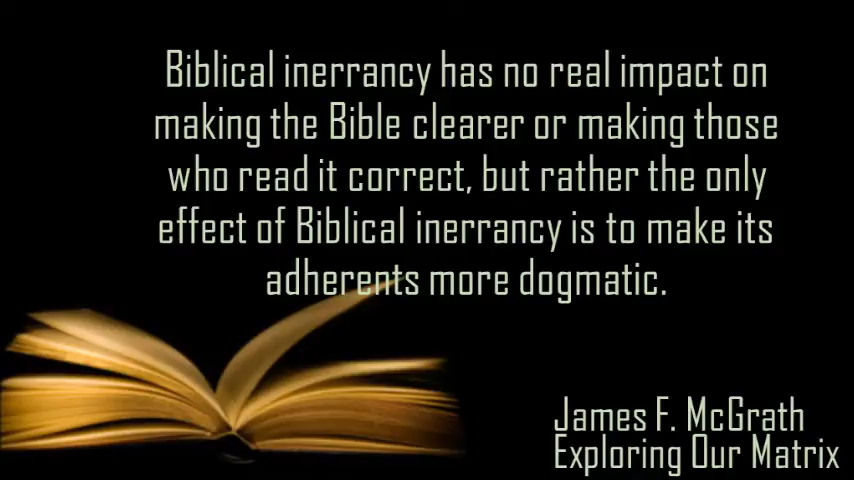 Biblical inerrancy has no real impact on
making the Bible clearer or making those
who read it correct, but rather the only
effect of Biblical inerrancy is to make its
adherents more dogmatic.
James F. McGrath
Exploring Our Matrix